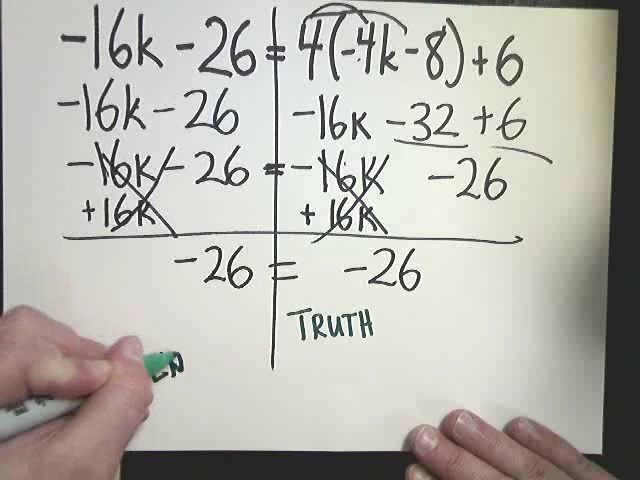 -16k - 26 = 4(-4k - 8) + 6
-16k - 26 -16k - 32 + 6
-16k - 26 = -16k - 26
+16k +16k
-26 = -26
TRUTH